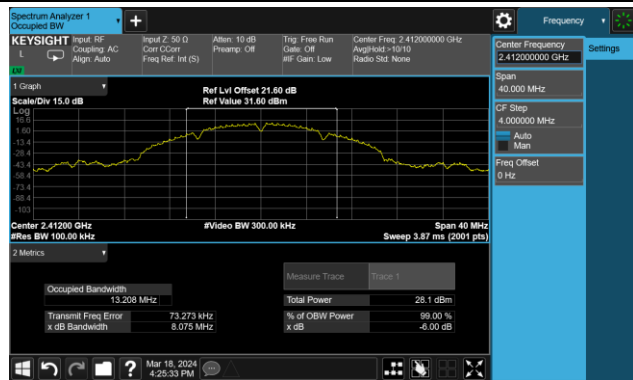 Spectrum Analyzer 1
Occupied BW
Frequency
KEYSIGHT
L
Input: RF
Coupling: AC
Align: Auto
Input Z: 50 Ω
Corr CCorr
Freq Ref: Int (S)
Atten: 10 dB
Preamp: Off
Trig: Free Run
Gate: Off
#IF Gain: Low
Center Freq: 2.412000000 GHz
Avg|Hold:>10/10
Radio Std: None
Center Frequency
2.412000000 GHz
Settings
Span
40.000 MHz
CF Step
4.000000 MHz
Auto
Man
Freq Offset
0 Hz
1 Graph
Scale/Div 15.0 dB
Ref Lvl Offset 21.60 dB
Ref Value 31.60 dBm
Log
16.6
1.60
-13.4
-28.4
-43.4
-58.4
-73.4
-88.4
-103
Center 2.41200 GHz
#Res BW 100.00 kHz
#Video BW 300.00 kHz
Span 40 MHz
Sweep 3.87 ms (2001 pts)
2 Metrics
Measure Trace Trace 1
Occupied Bandwidth
13.208 MHz
Total Power 28.1 dBm
Transmit Freq Error 73.273 kHz
% of OBW Power 99.00 %
x dB Bandwidth 8.075 MHz
x dB -6.00 dB
?
Mar 18, 2024
4:25:33 PM